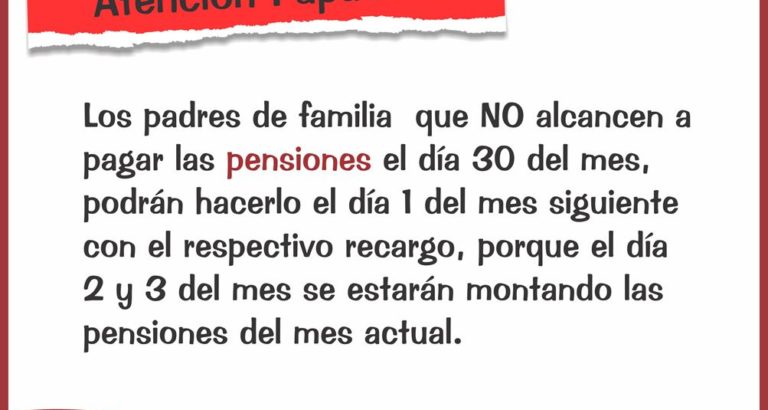 Atención Pap
Los padres de familia que NO alcancen a
pagar las pensiones el día 30 del mes,
podrán hacerlo el día 1 del mes siguiente
con el respectivo recargo, porque el día
2 y 3 del mes se estarán montando las
pensiones del mes actual.